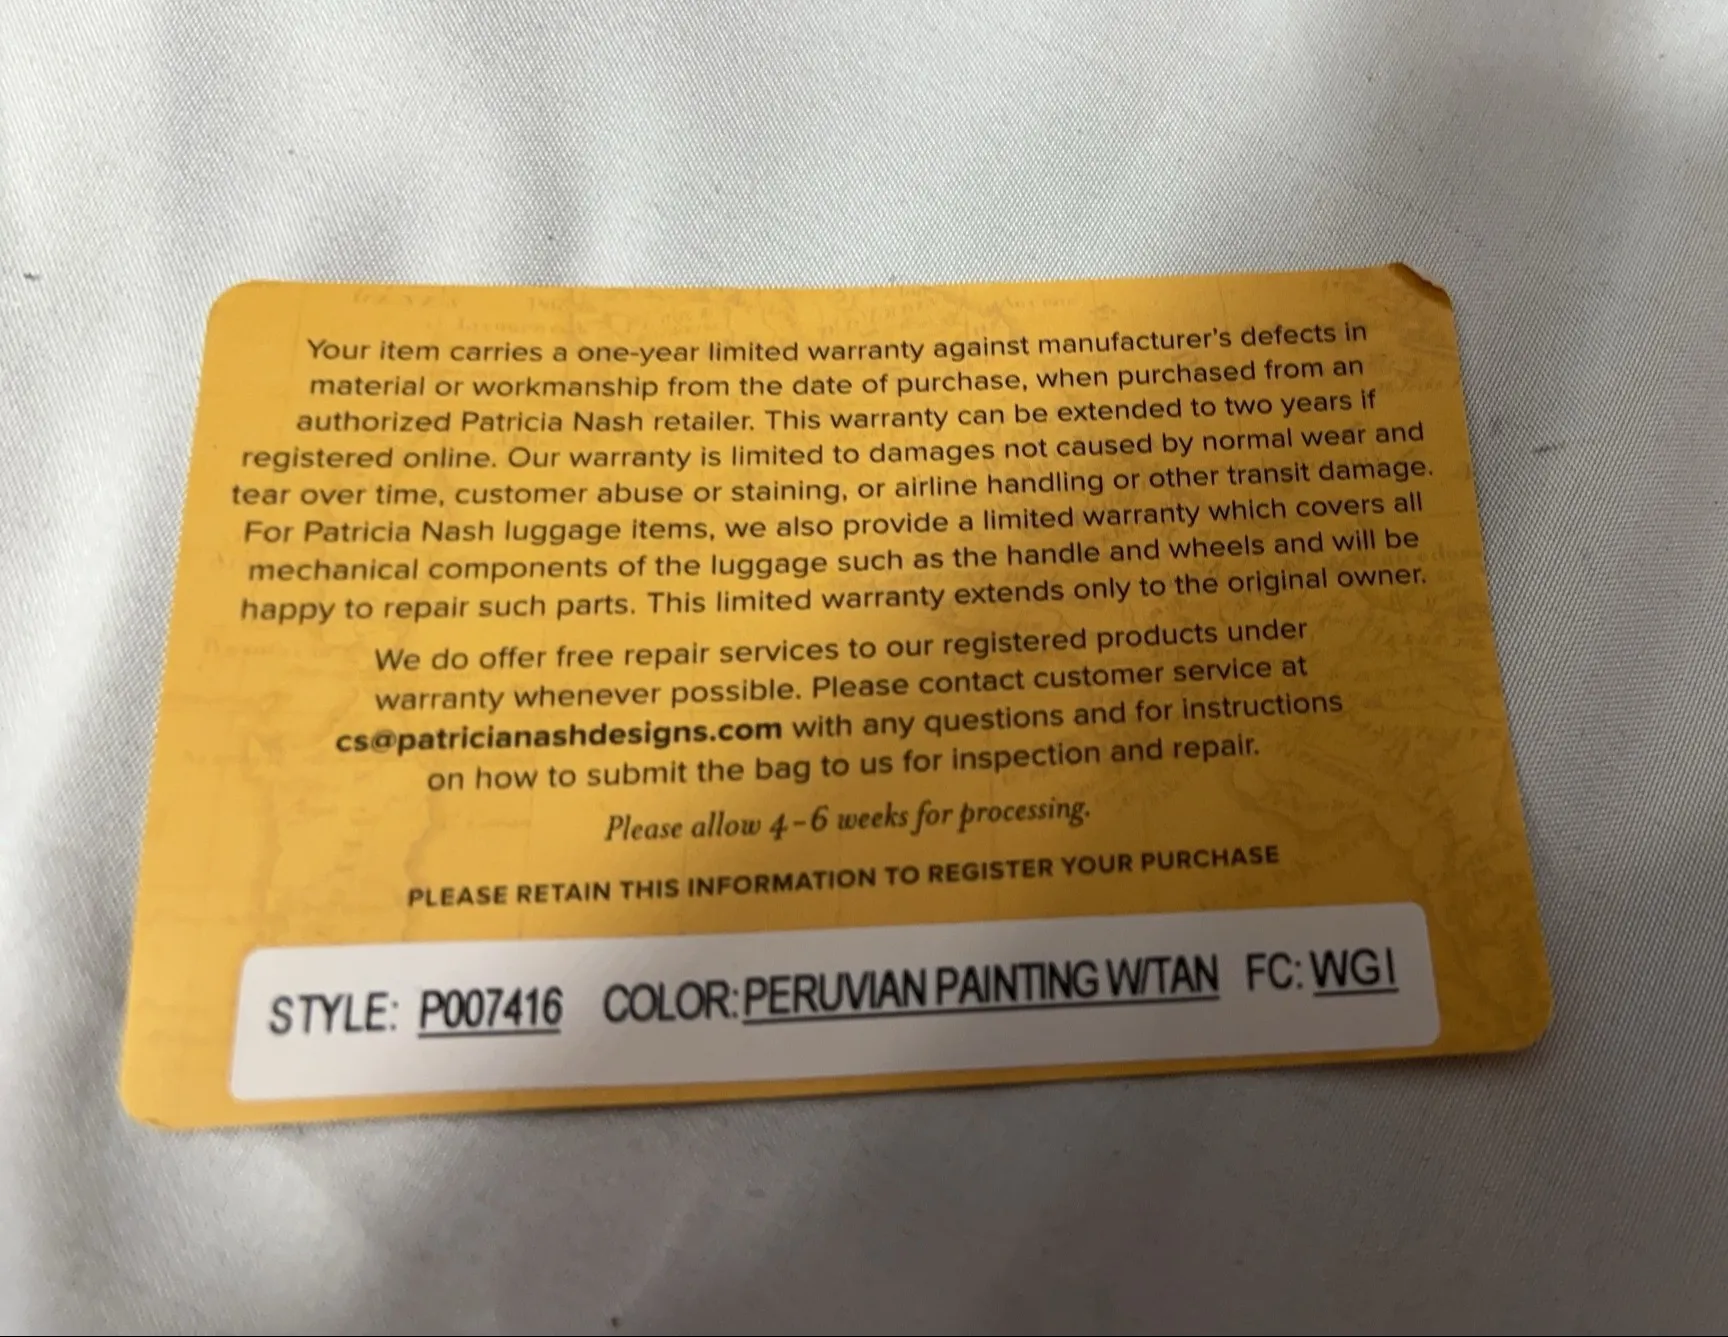 Your item carries a one-year limited warranty against manufacturer's defects in
material or workmanship from the date of purchase, when purchased from an
authorized Patricia Nash retailer. This warranty can be extended to two years if
registered online. Our warranty is limited to damages not caused by normal wear and
tear over time, customer abuse or staining, or airline handling or other transit damage.
For Patricia Nash luggage items, we also provide a limited warranty which covers all
mechanical components of the luggage such as the handle and wheels and will be
happy to repair such parts. This limited warranty extends only to the original owner.
We do offer free repair services to our registered products under
warranty whenever possible. Please contact customer service at
cs@patricianashdesigns.com with any questions and for instructions
on how to submit the bag to us for inspection and repair.
Please allow 4-6 weeks for processing.
PLEASE RETAIN THIS INFORMATION TO REGISTER YOUR PURCHASE
STYLE: P007416 COLOR: PERUVIAN PAINTING W/TAN FC: WGI